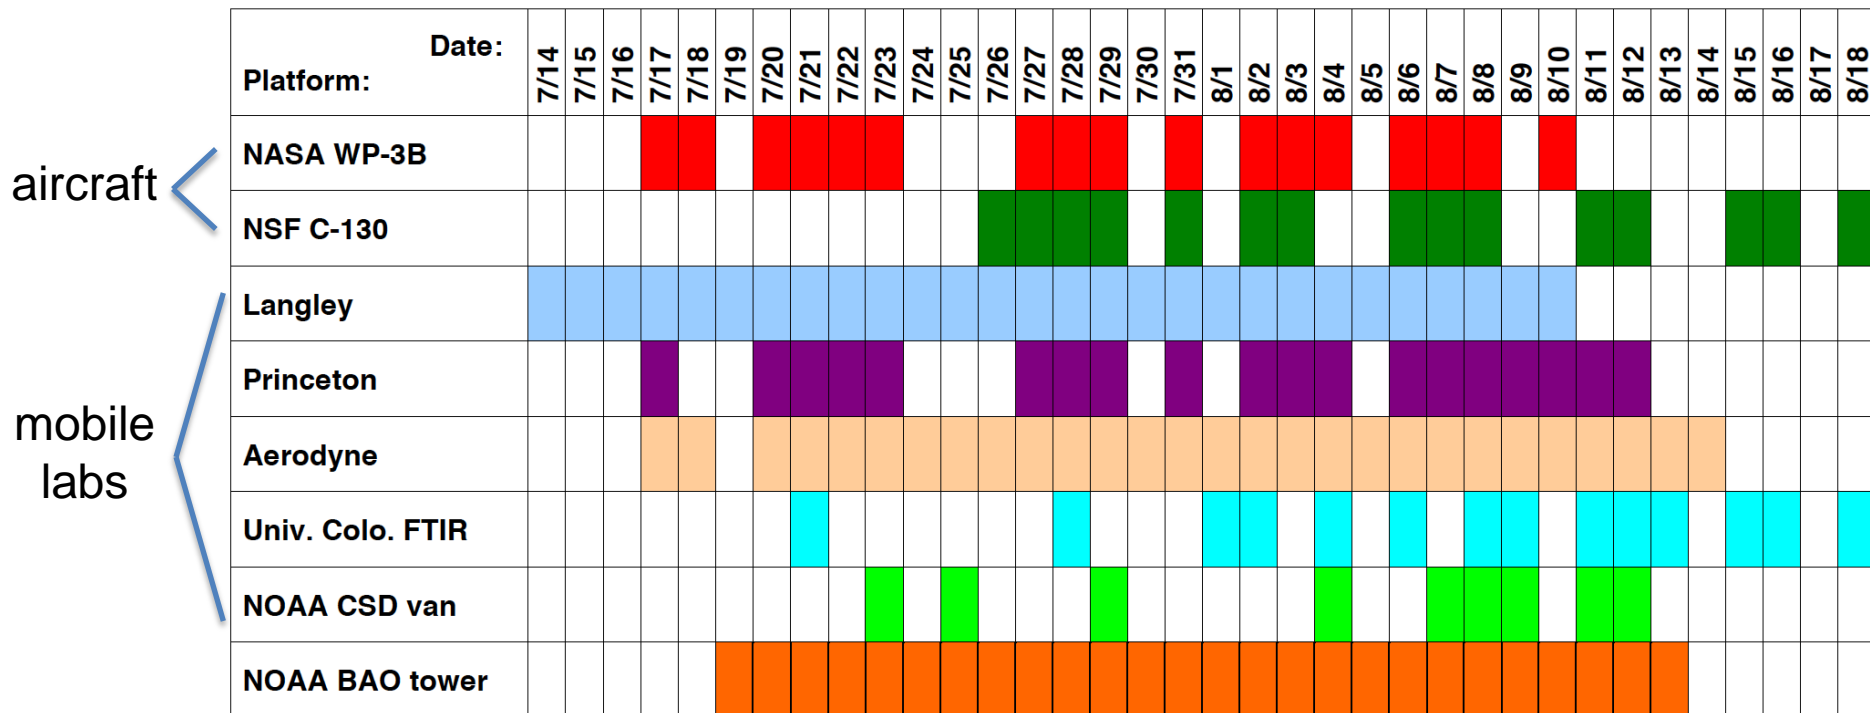 Date:
Platform:
7/14 7/15 7/16 7/17 7/18 7/19 7/20 7/21 7/22 7/23 7/24 7/25 7/26 7/27 7/28 7/29 7/30 7/31 8/1 8/2 8/3 8/4 8/5 8/6 8/7 8/8 8/9 8/10 8/11 8/12 8/13 8/14 8/15 8/16 8/17 8/18
aircraft
NASA WP-3B
NSF C-130
mobile
labs
Langley
Princeton
Aerodyne
Univ. Colo. FTIR
NOAA CSD van
NOAA BAO tower